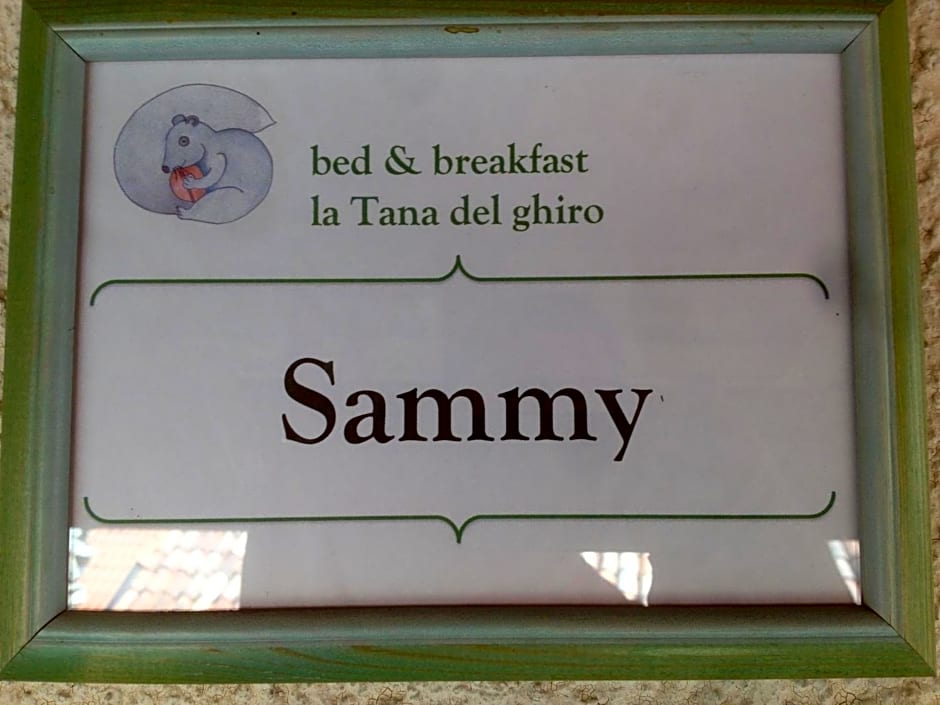 bed & breakfast
la Tana del ghiro
Sammy